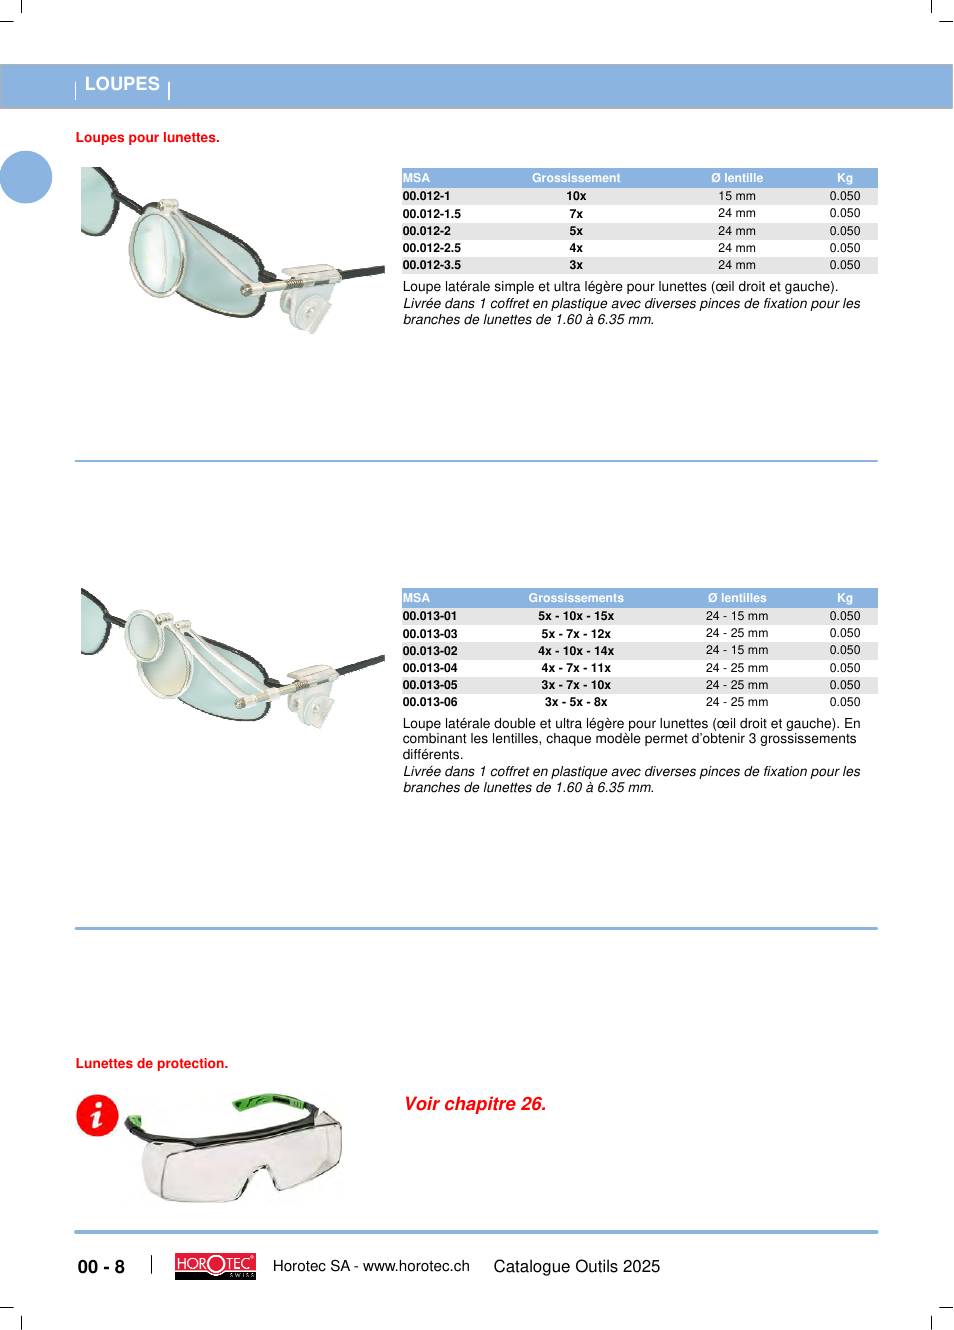 LOUPES
Loupes pour lunettes.
MSA Grossissement Ø lentille Kg
00.012-1 10x 15 mm 0.050
00.012-1.5 7x 24 mm 0.050
00.012-2 5x 24 mm 0.050
00.012-2.5 4x 24 mm 0.050
00.012-3.5 3x 24 mm 0.050
Loupe latérale simple et ultra légère pour lunettes (œil droit et gauche).
Livrée dans 1 coffret en plastique avec diverses pinces de fixation pour les
branches de lunettes de 1.60 à 6.35 mm.
MSA Grossissements Ø lentilles Kg
00.013-01 5x - 10x - 15x 24 - 15 mm 0.050
00.013-03 5x - 7x - 12x 24 - 25 mm 0.050
00.013-02 4x - 10x - 14x 24 - 15 mm 0.050
00.013-04 4x - 7x - 11x 24 - 25 mm 0.050
00.013-05 3x - 7x - 10x 24 - 25 mm 0.050
00.013-06 3x - 5x - 8x 24 - 25 mm 0.050
Loupe latérale double et ultra légère pour lunettes (œil droit et gauche). En
combinant les lentilles, chaque modèle permet d’obtenir 3 grossissements
différents.
Livrée dans 1 coffret en plastique avec diverses pinces de fixation pour les
branches de lunettes de 1.60 à 6.35 mm.
Lunettes de protection.
i
Voir chapitre 26.
00 - 8 HOROTEC® SWISS Horotec SA - www.horotec.ch Catalogue Outils 2025